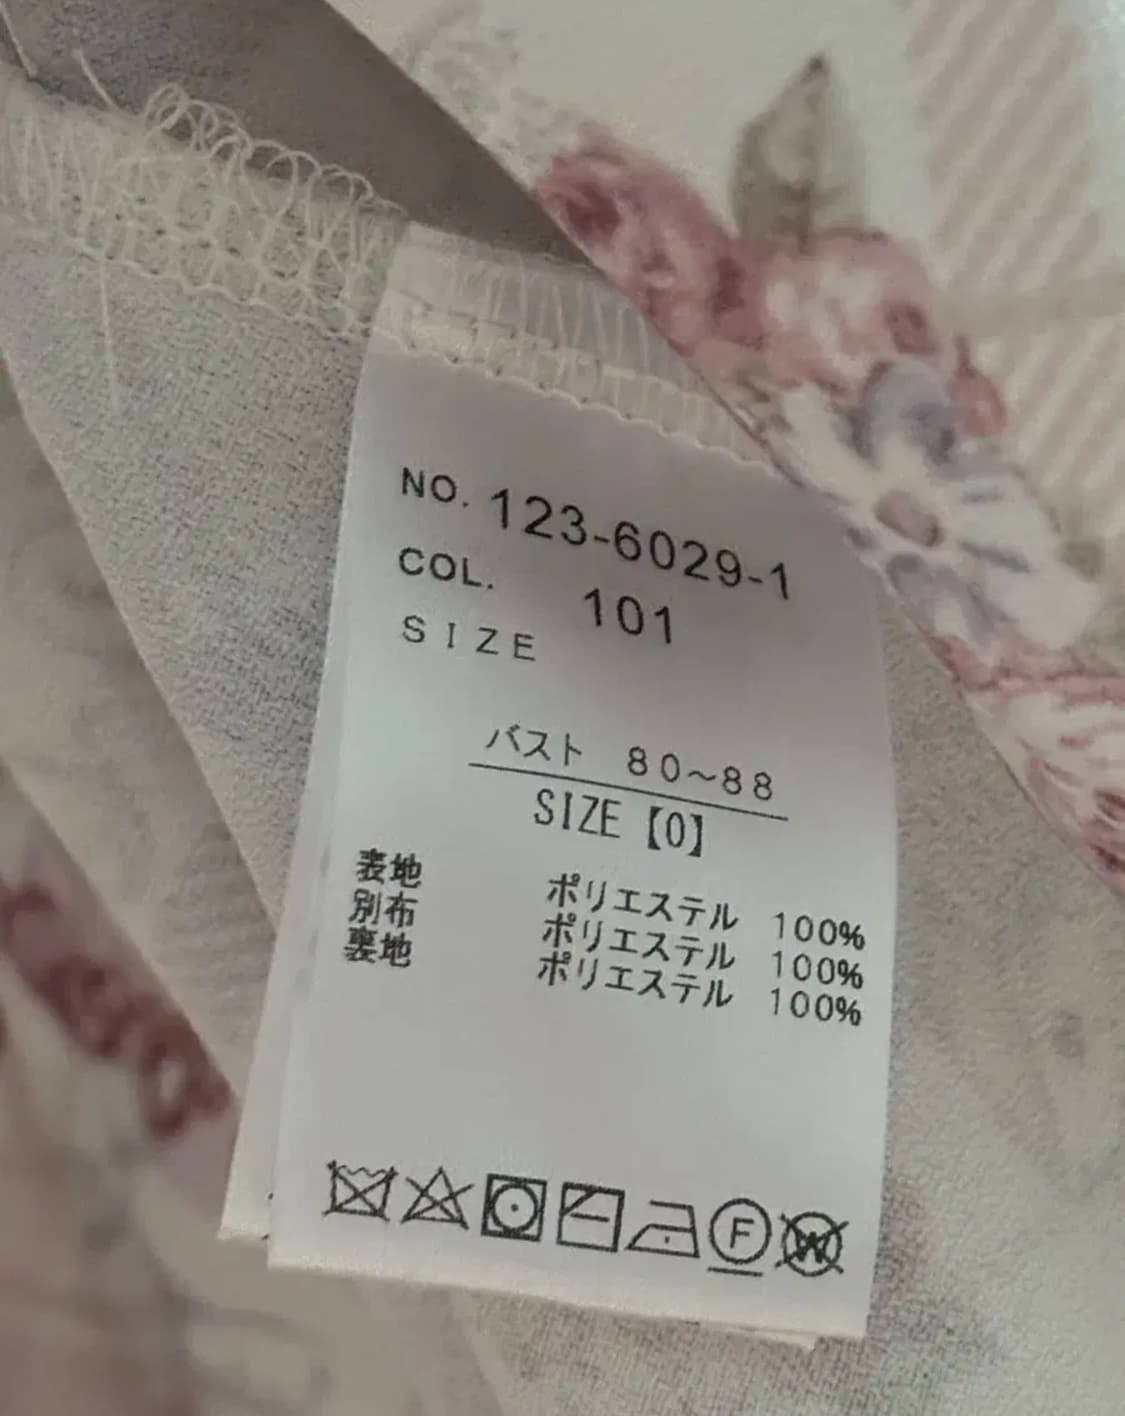 NO. 123-6029-1
COL. 101
SIZE
バスト 80~88
SIZE【0】
表地 ポリエステル 100%
別布 ポリエステル 100%
裏地 ポリエステル 100%
F W